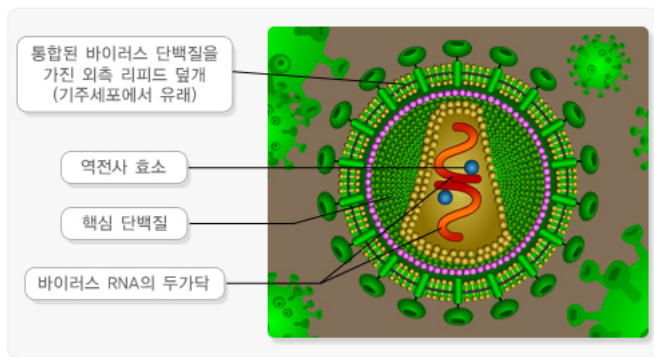 통합된 바이러스 단백질을
가진 외측 리피드 덮개
(기주세포에서 유래)
역전사 효소
핵심 단백질
바이러스 RNA의 두가닥